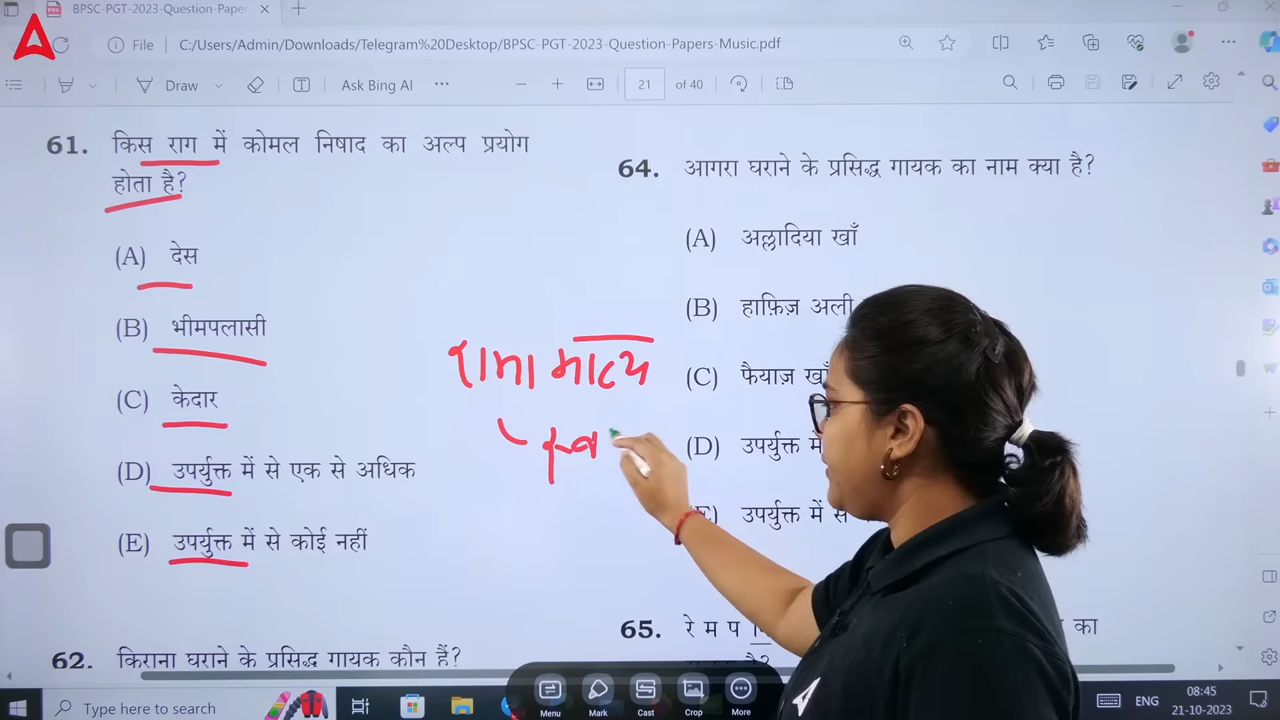 BPSC-PGT-2023-Question-Paper
File C:/Users/Admin/Downloads/Telegram%20Desktop/BPSC-PGT-2023-Question-Papers-Music.pdf
Draw Ask Bing AI 21 of 40
61. किस राग में कोमल निषाद का अल्प प्रयोग
होता है?
(A) देस
(B) भीमपलासी
(C) केदार
(D) उपर्युक्त में से एक से अधिक
(E) उपर्युक्त में से कोई नहीं
62. किराना घराने के प्रसिद्ध गायक कौन हैं?
रामा मात्य
स्व
64. आगरा घराने के प्रसिद्ध गायक का नाम क्या है?
(A) अल्लादिया खाँ
(B) हाफ़िज़ अली
(C) फैयाज़ खाँ
(D) उपर्युक्त में
(E) उपर्युक्त में से
65. रे म प
का
Menu Mark Cast Crop More
Type here to search
ENG 08:45
21-10-2023